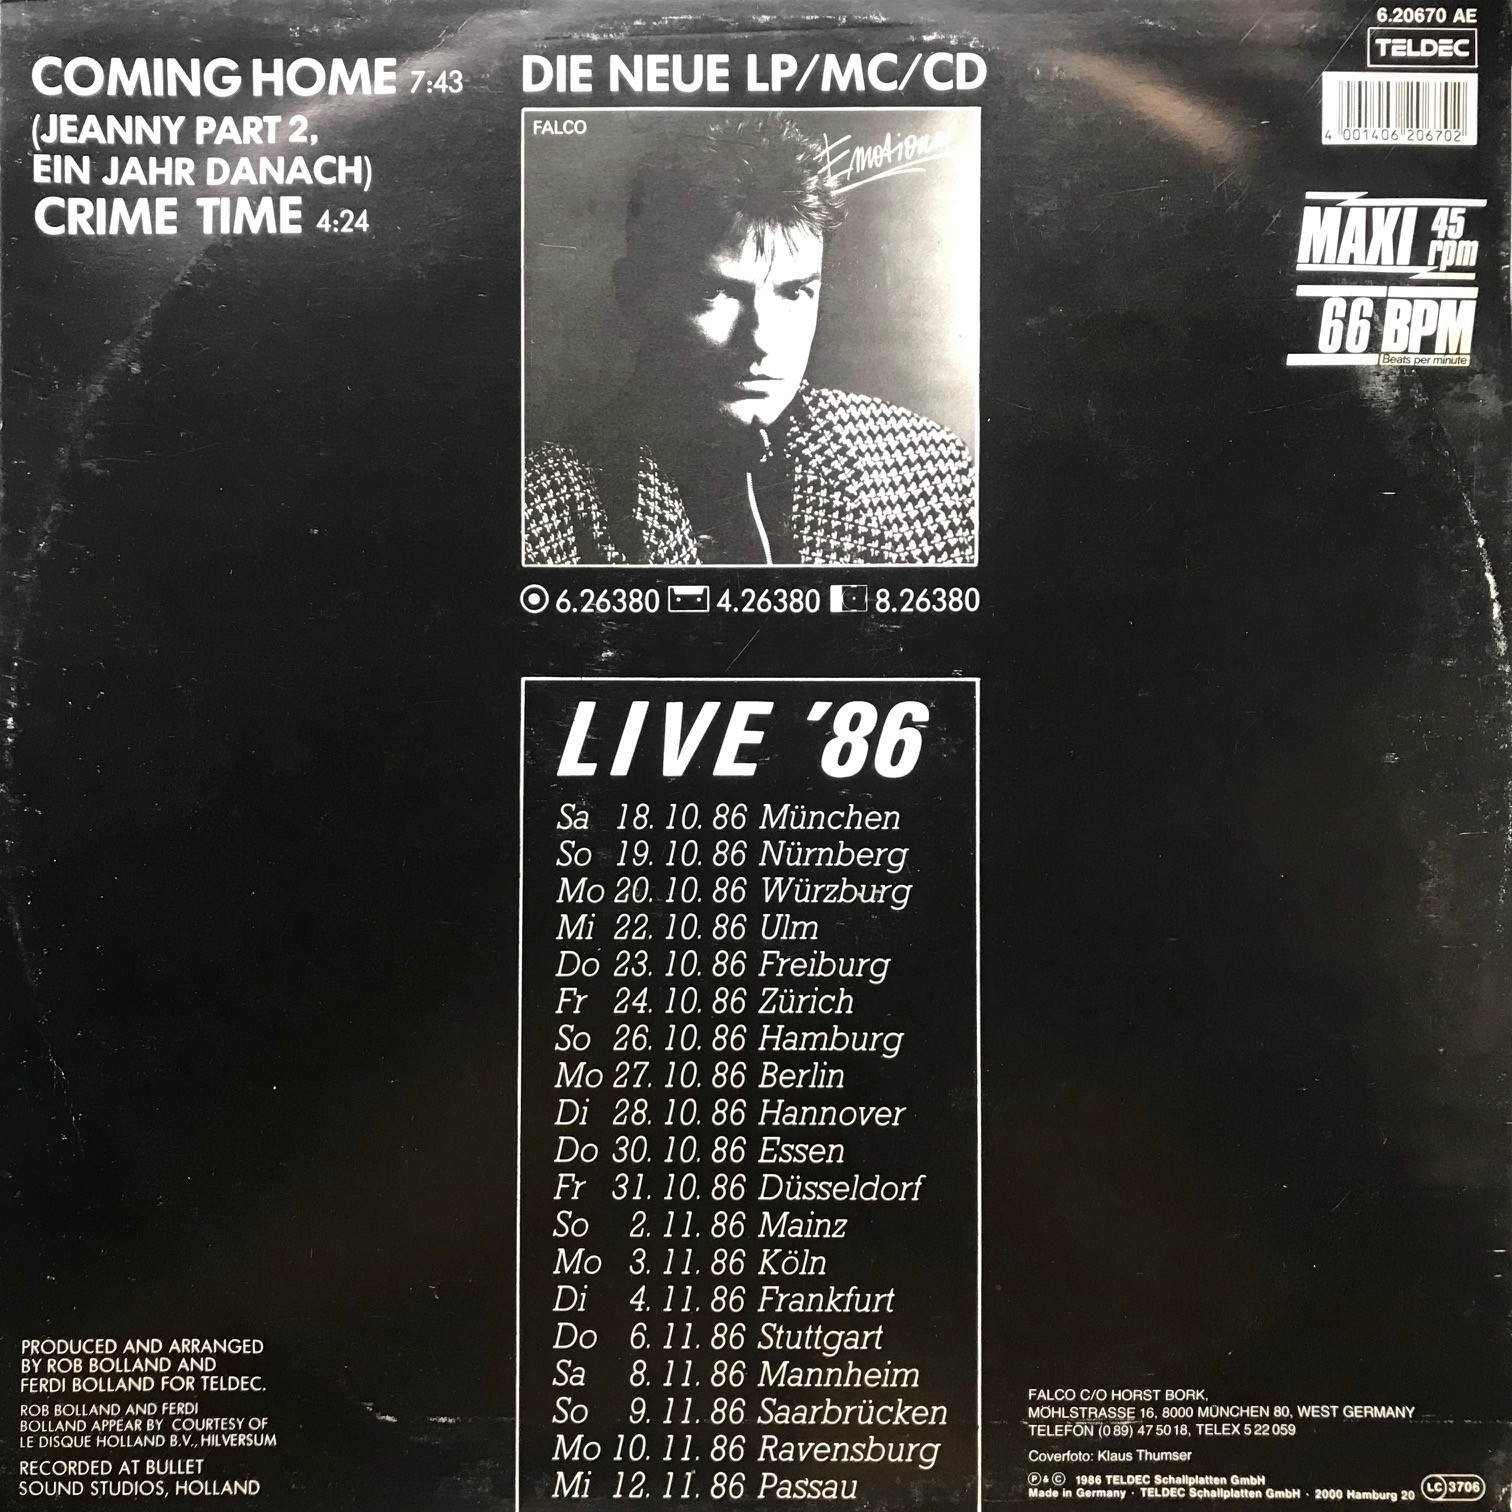 COMING HOME 7:43
(JEANNY PART 2,
EIN JAHR DANACH)
CRIME TIME 4:24
DIE NEUE LP/MC/CD
FALCO
Emotional
6.26380 4.26380 8.26380
6.20670 AE
TELDEC
4 001406 206702
MAXI 45 rpm
66 BPM
Beats per minute
LIVE '86
Sa 18. 10. 86 München
So 19. 10. 86 Nürnberg
Mo 20. 10. 86 Würzburg
Mi 22. 10. 86 Ulm
Do 23. 10. 86 Freiburg
Fr 24. 10. 86 Zürich
So 26. 10. 86 Hamburg
Mo 27. 10. 86 Berlin
Di 28. 10. 86 Hannover
Do 30. 10. 86 Essen
Fr 31. 10. 86 Düsseldorf
So 2. 11. 86 Mainz
Mo 3. 11. 86 Köln
Di 4. 11. 86 Frankfurt
Do 6. 11. 86 Stuttgart
Sa 8. 11. 86 Mannheim
So 9. 11. 86 Saarbrücken
Mo 10. 11. 86 Ravensburg
Mi 12. 11. 86 Passau
PRODUCED AND ARRANGED
BY ROB BOLLAND AND
FERDI BOLLAND FOR TELDEC.
ROB BOLLAND AND FERDI
BOLLAND APPEAR BY COURTESY OF
LE DISQUE HOLLAND B.V., HILVERSUM
RECORDED AT BULLET
SOUND STUDIOS, HOLLAND
FALCO C/O HORST BORK,
MÖHLSTRASSE 16, 8000 MÜNCHEN 80, WEST GERMANY
TELEFON (0 89) 47 50 18, TELEX 5 22 059
Coverfoto: Klaus Thumser
Ⓟ & © 1986 TELDEC Schallplatten GmbH
Made in Germany · TELDEC Schallplatten GmbH · 2000 Hamburg 20
LC 3706